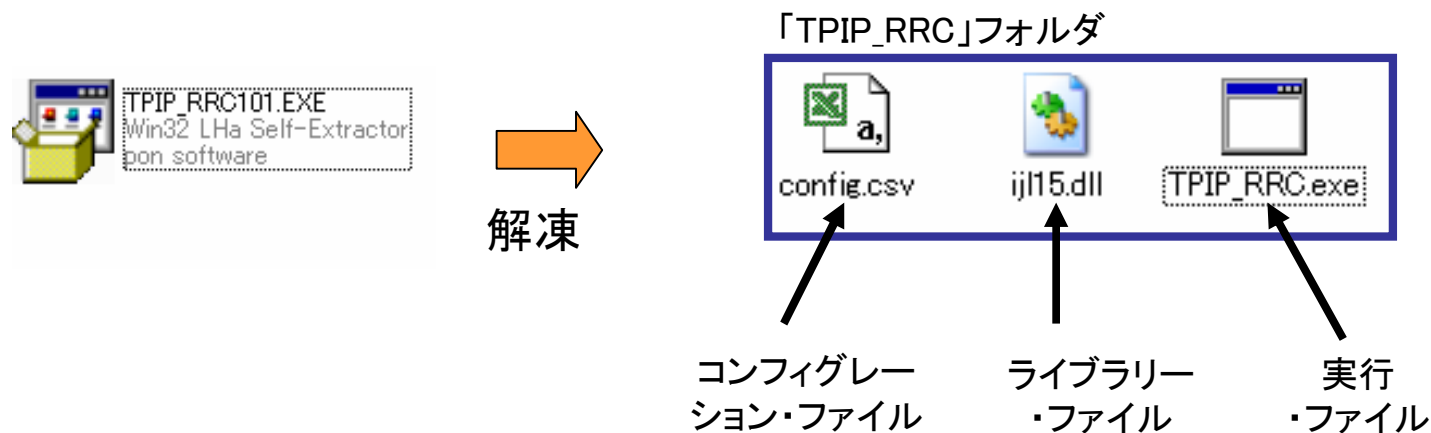 「TPIP_RRC」フォルダ
TPIP_RRC101.EXE
Win32 LHa Self-Extractor
pon software
解凍
config.csv
ijl15.dll
TPIP_RRC.exe
コンフィグレー
ション・ファイル
ライブラリー
・ファイル
実行
・ファイル